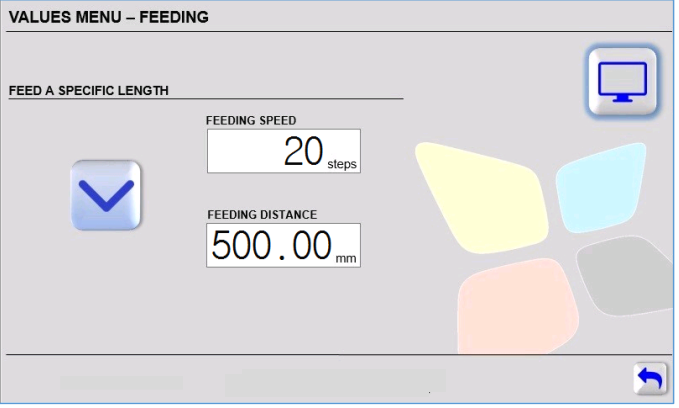 VALUES MENU – FEEDING
FEED A SPECIFIC LENGTH
FEEDING SPEED
20 steps
FEEDING DISTANCE
500.00 mm